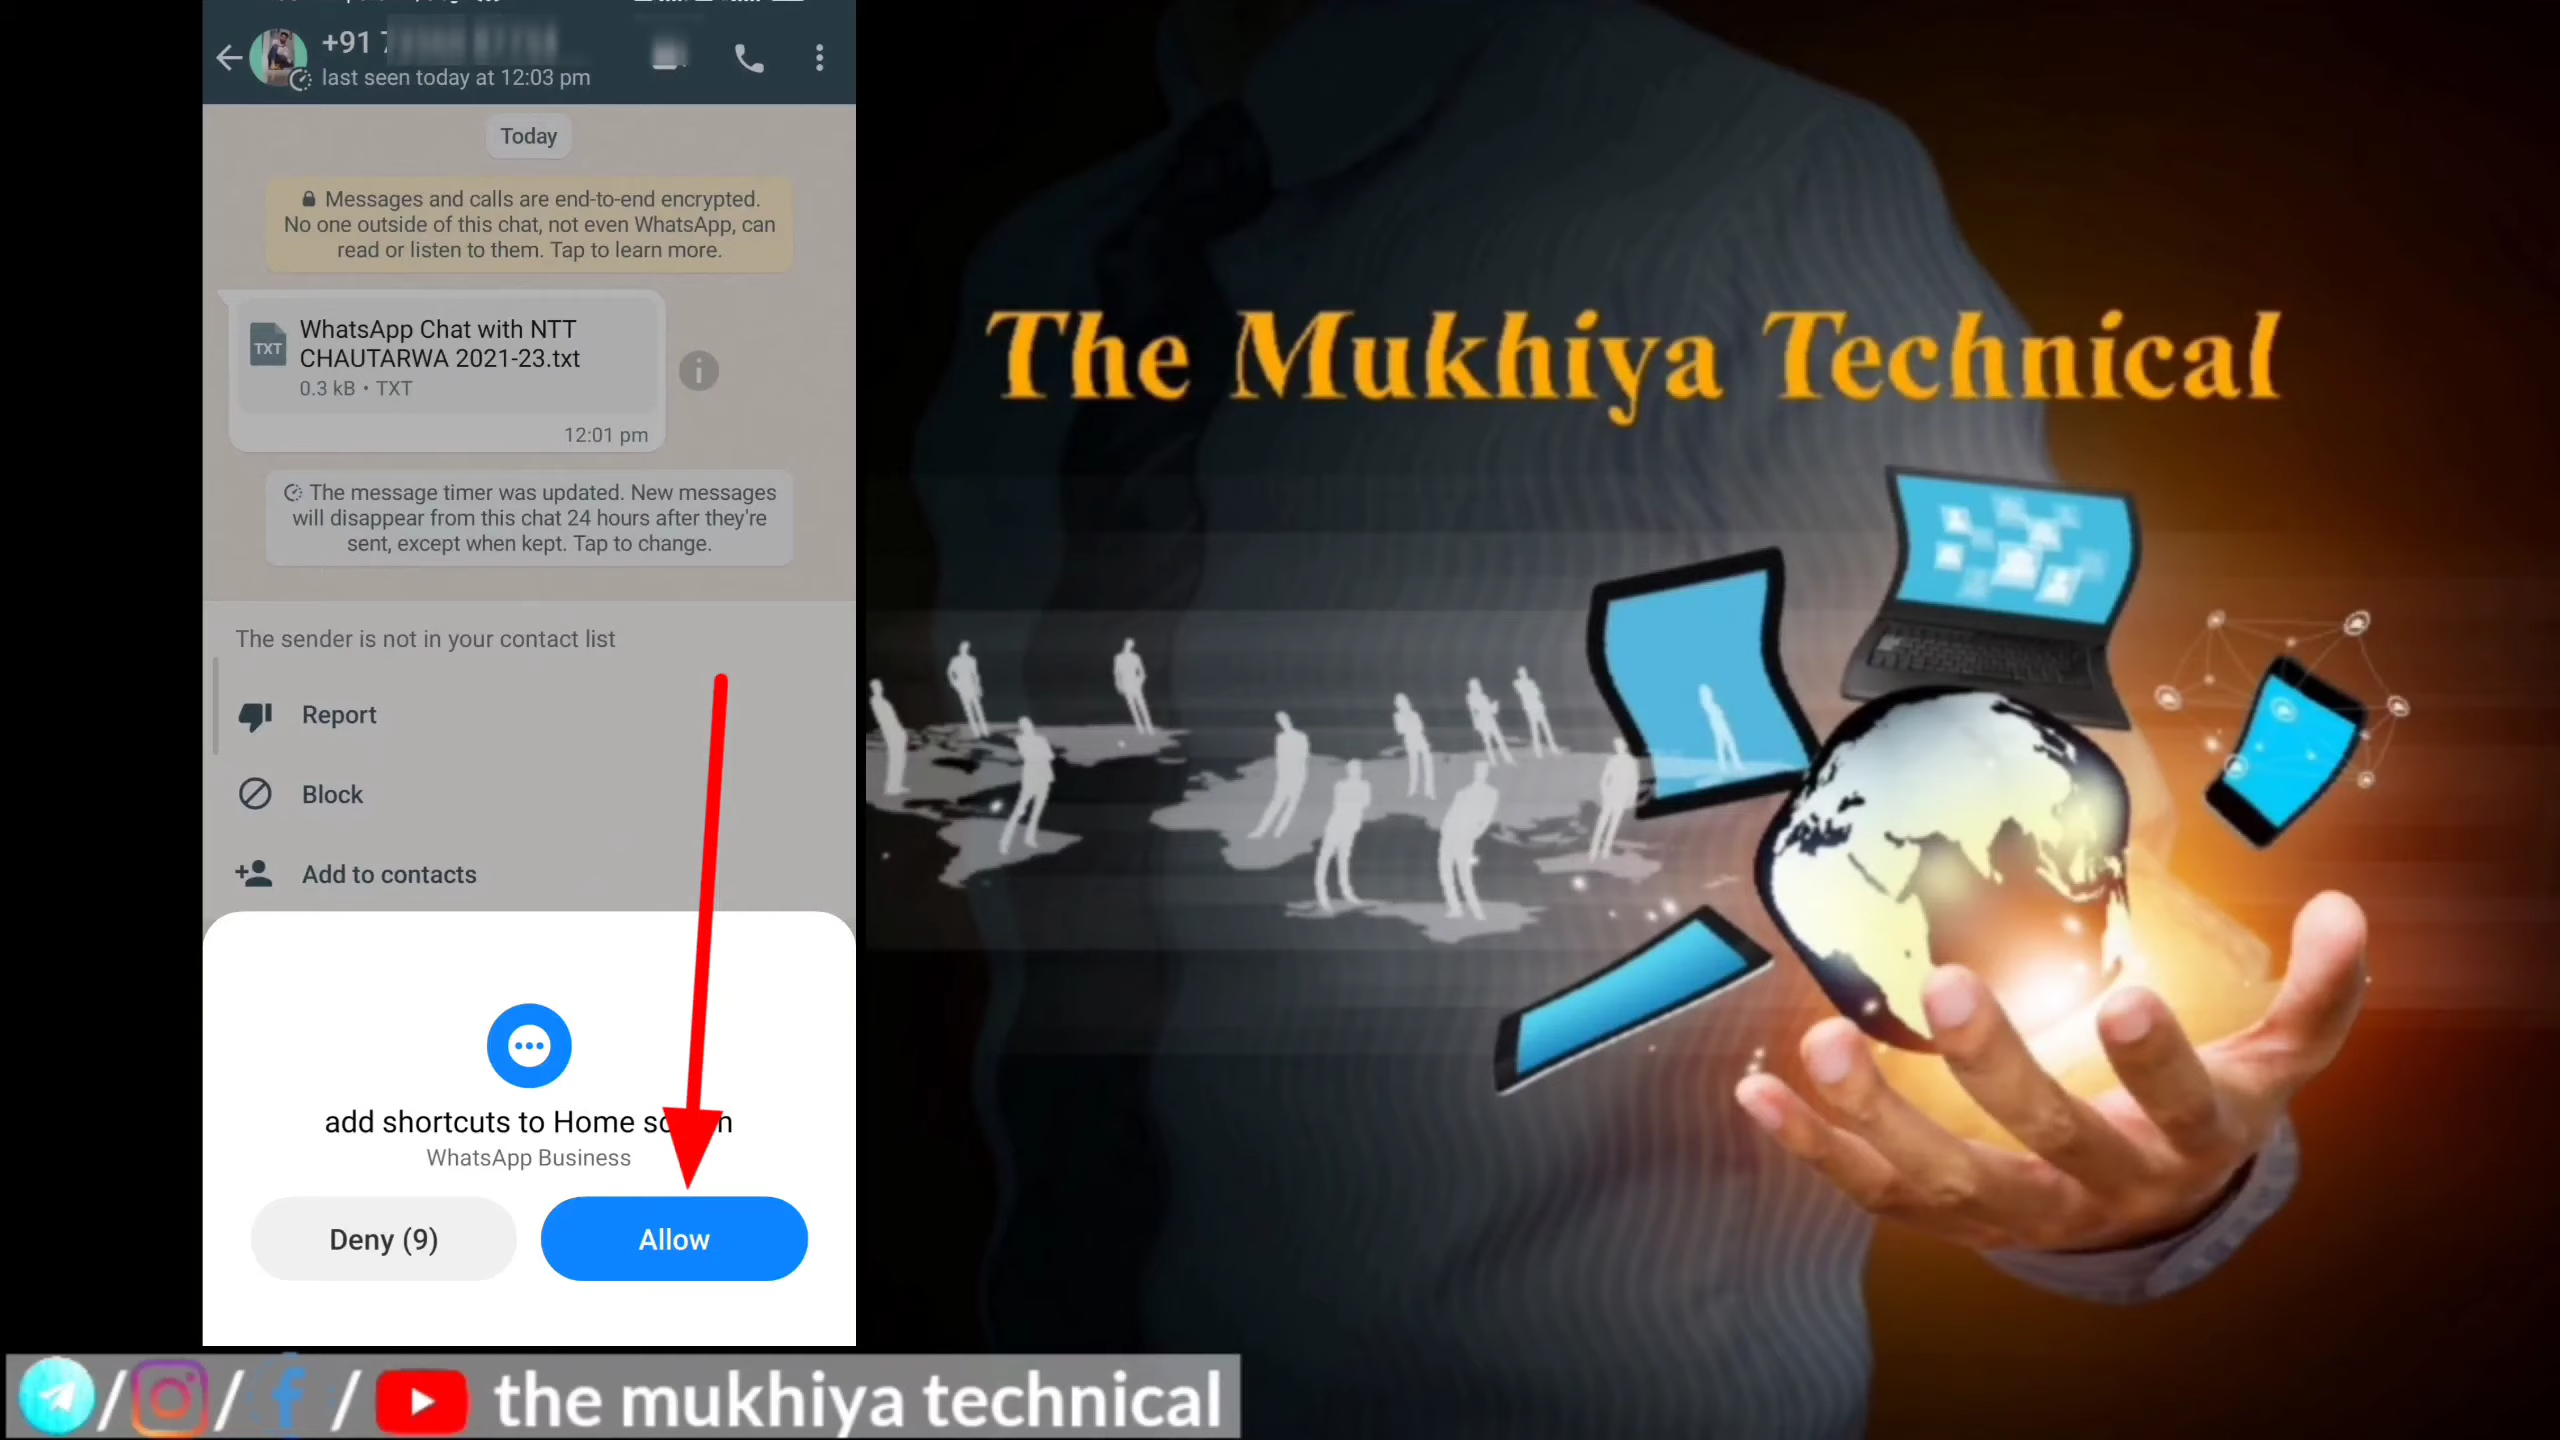 +91 7
last seen today at 12:03 pm
Today
Messages and calls are end-to-end encrypted.
No one outside of this chat, not even WhatsApp, can
read or listen to them. Tap to learn more.
TXT
WhatsApp Chat with NTT
CHAUTARWA 2021-23.txt
0.3 kB • TXT
12:01 pm
The message timer was updated. New messages
will disappear from this chat 24 hours after they're
sent, except when kept. Tap to change.
The sender is not in your contact list
Report
Block
Add to contacts
add shortcuts to Home
WhatsApp Business
Deny (9)
Allow
The Mukhiya Technical
the mukhiya technical